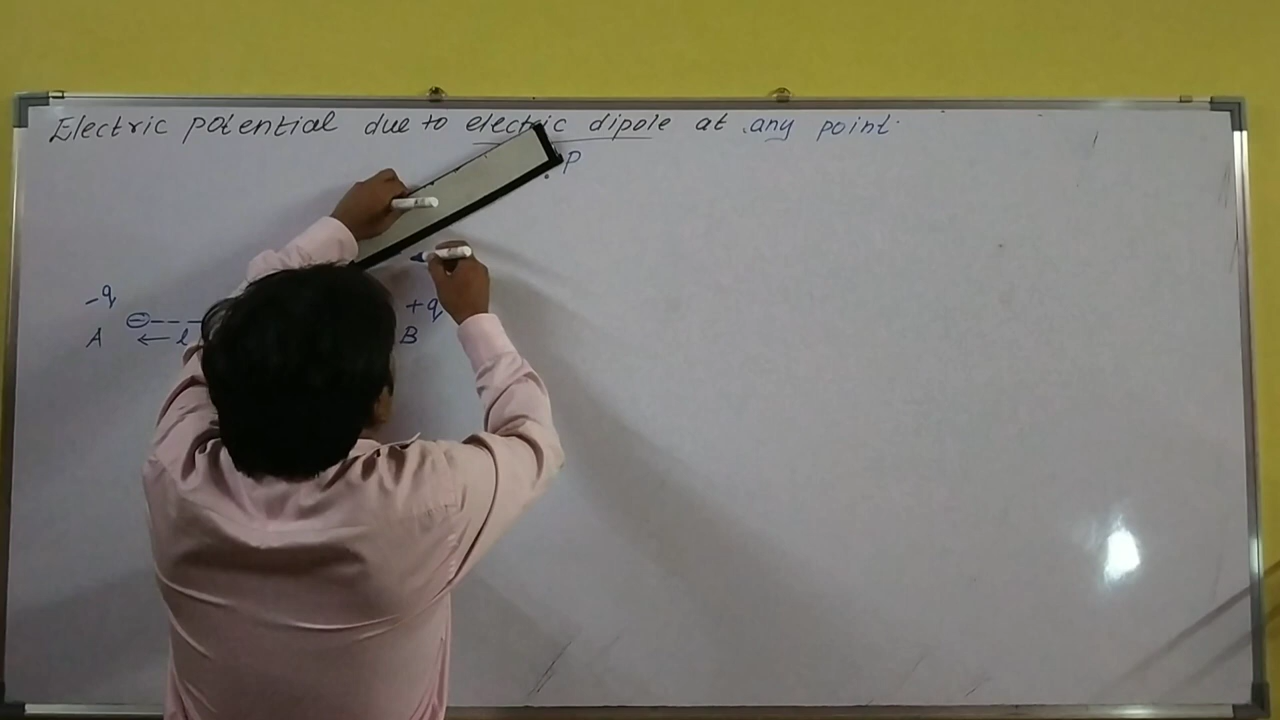 Electric potential due to electric dipole at any point.
P
-q +q
A ← l B